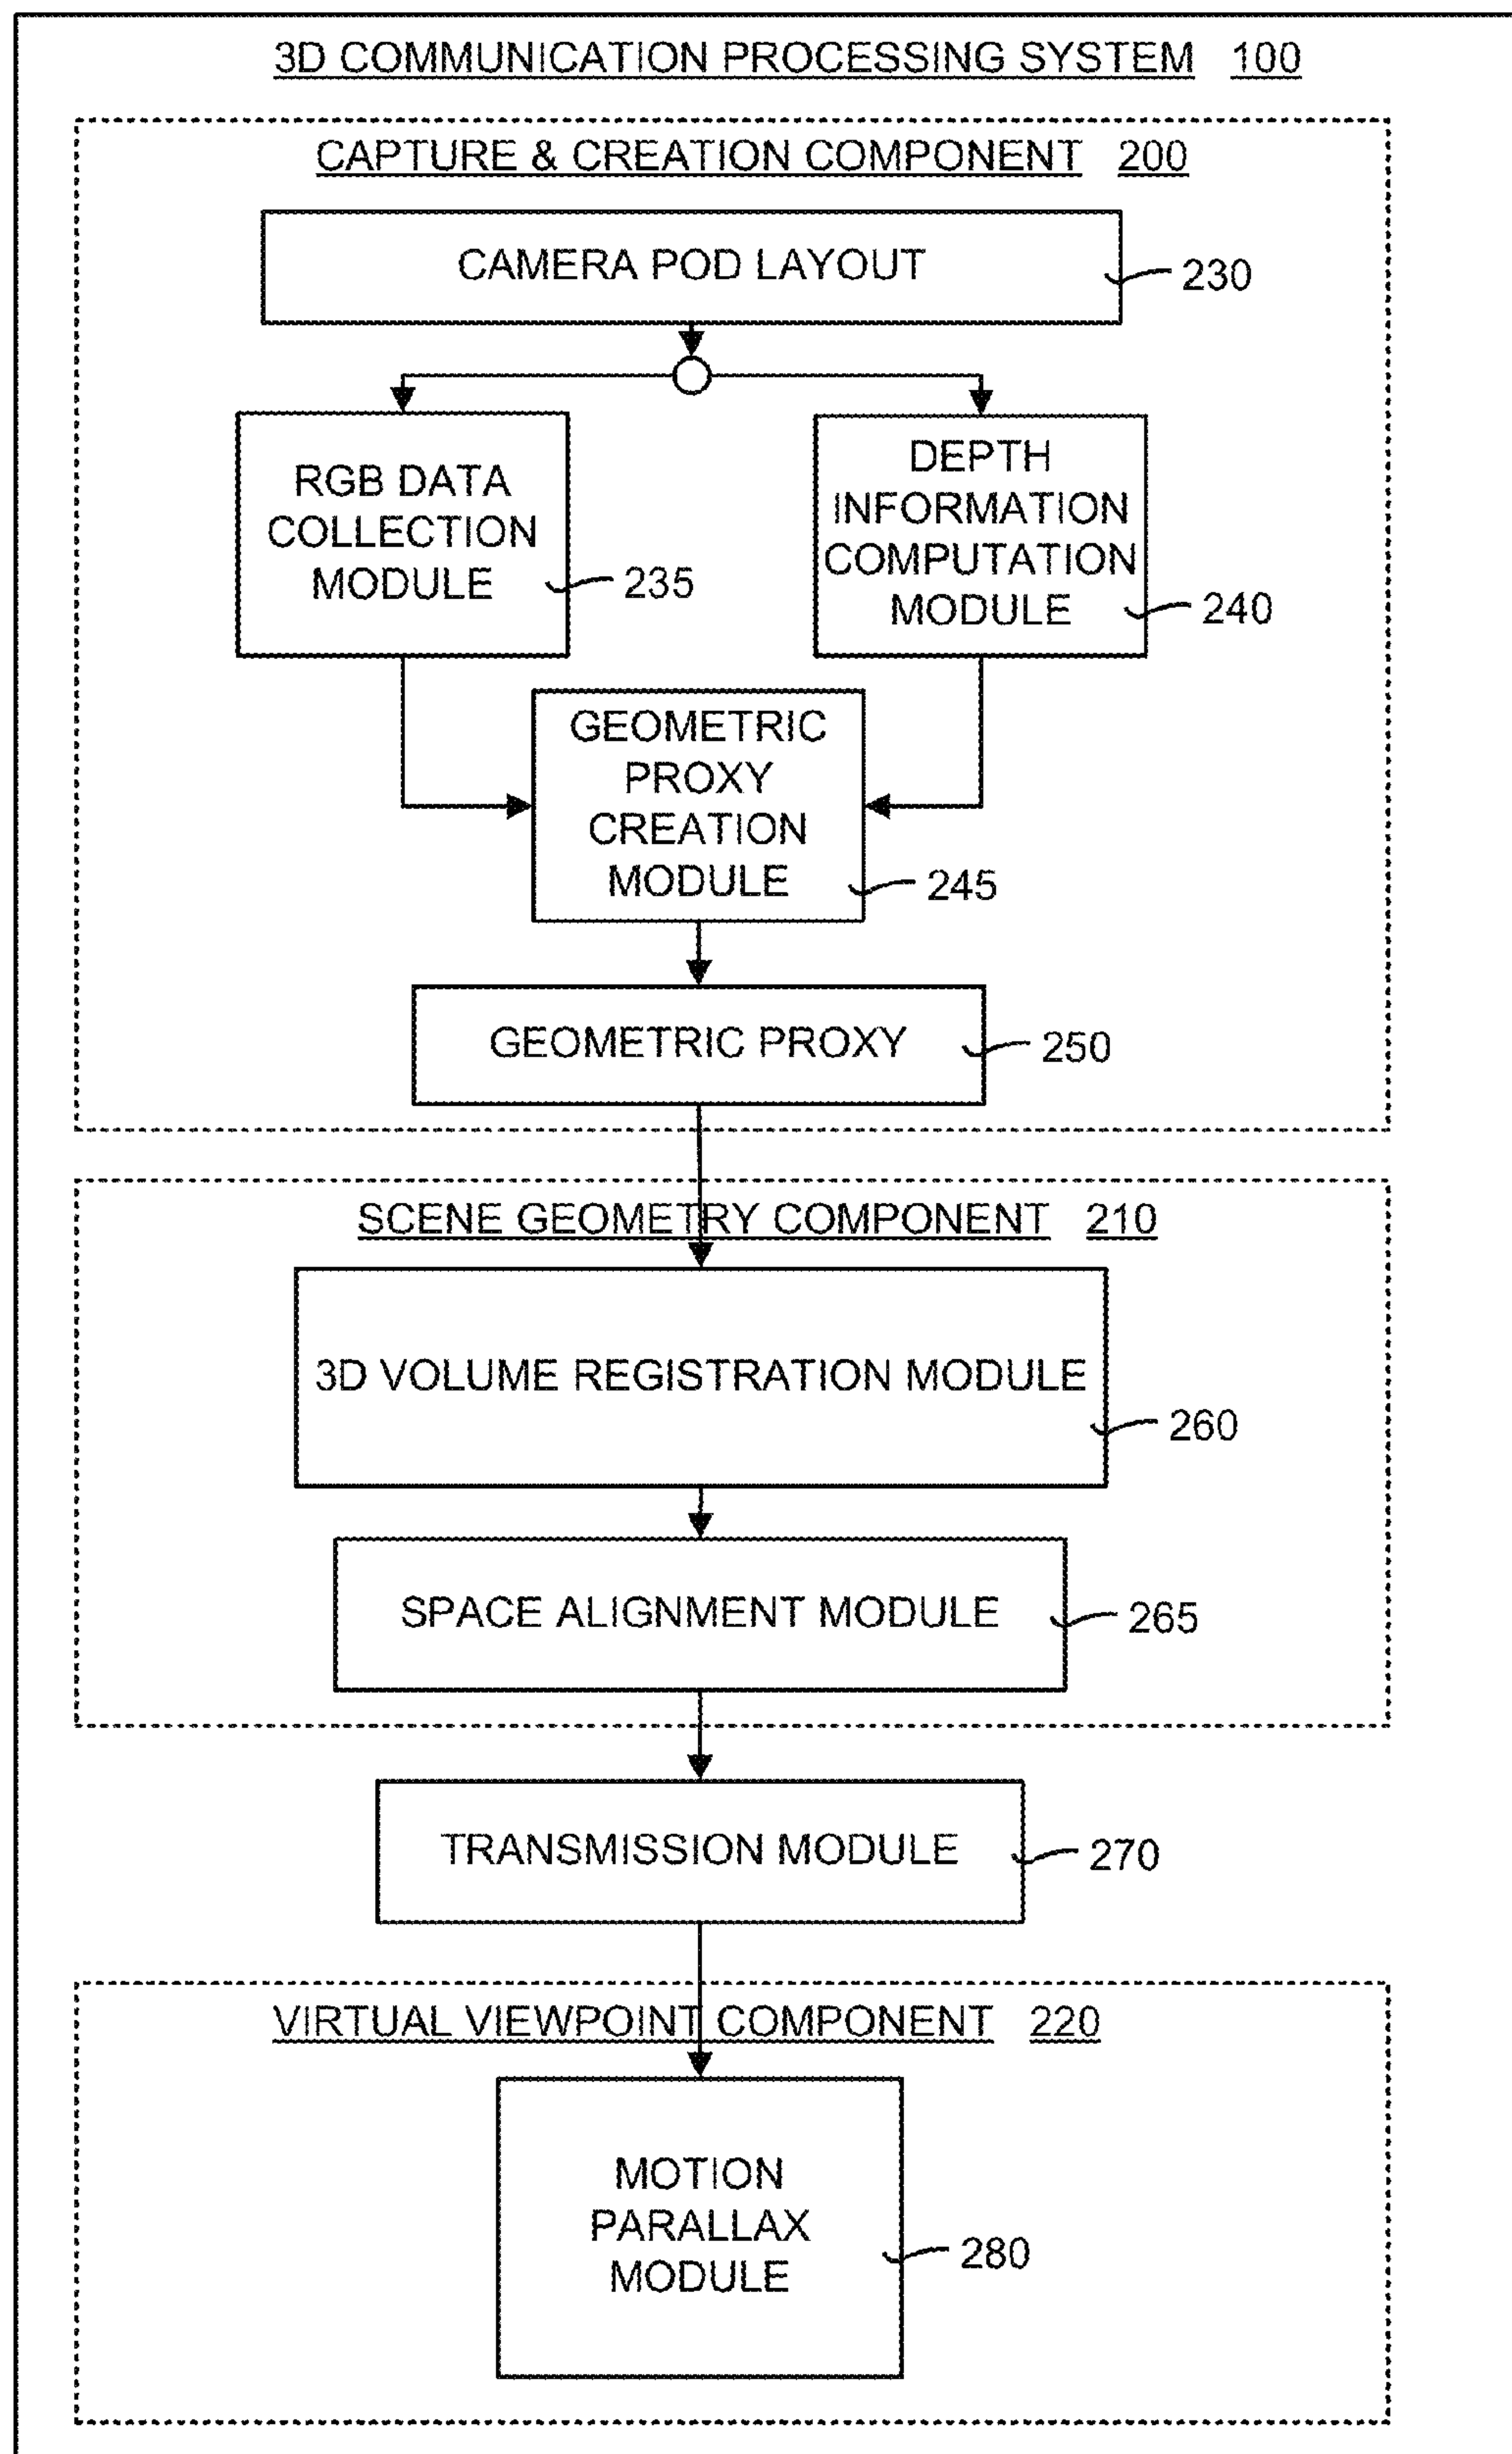 3D COMMUNICATION PROCESSING SYSTEM 100
CAPTURE & CREATION COMPONENT 200
CAMERA POD LAYOUT
230
RGB DATA
COLLECTION
MODULE
235
DEPTH
INFORMATION
COMPUTATION
MODULE
240
GEOMETRIC
PROXY
CREATION
MODULE
245
GEOMETRIC PROXY
250
SCENE GEOMETRY COMPONENT 210
3D VOLUME REGISTRATION MODULE
260
SPACE ALIGNMENT MODULE
265
TRANSMISSION MODULE
270
VIRTUAL VIEWPOINT COMPONENT 220
MOTION
PARALLAX
MODULE
280